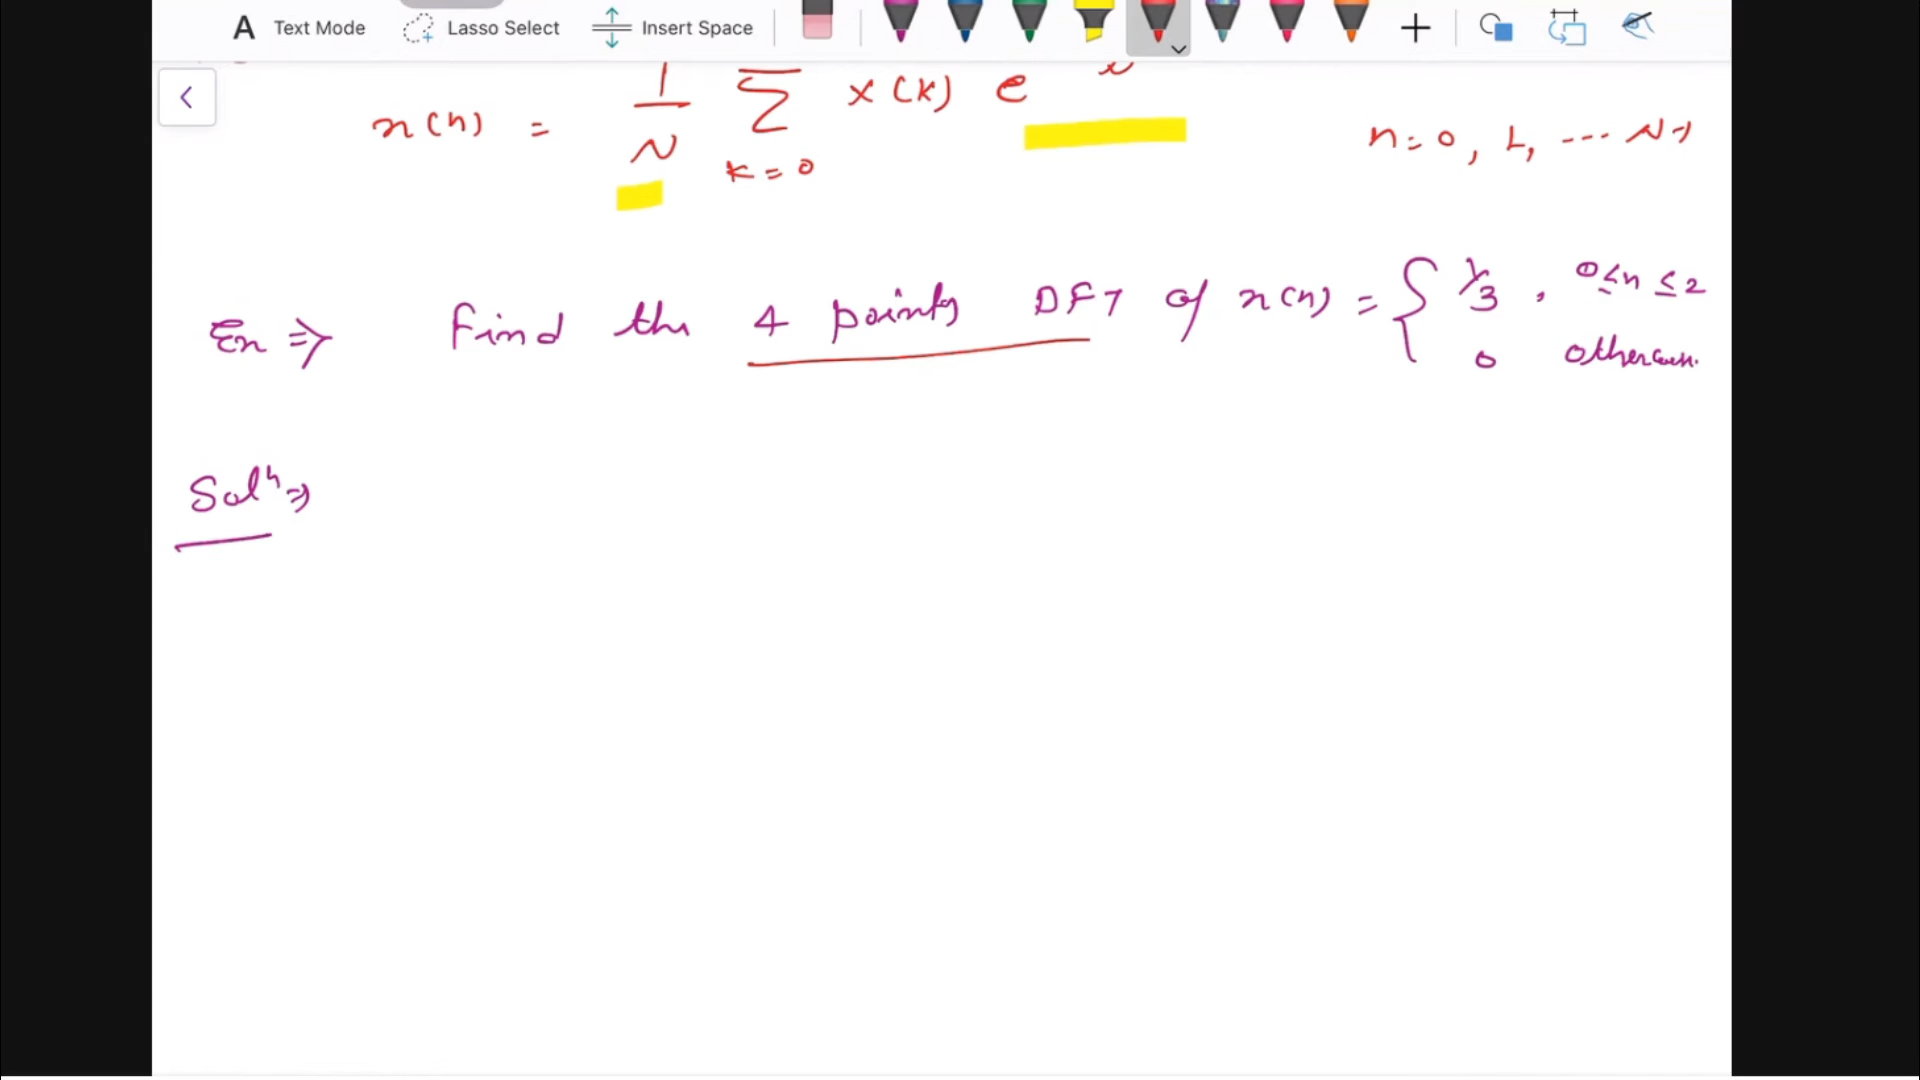 A Text Mode Lasso Select Insert Space
x(n) = 1/N Σ X(k) e
k=0
n=0, 1, ---- N-1
Ex ⇒ Find the 4 points DFT of x(n) = { 1/3 , 0≤n≤2
0 otherwise.
Solⁿ ⇒